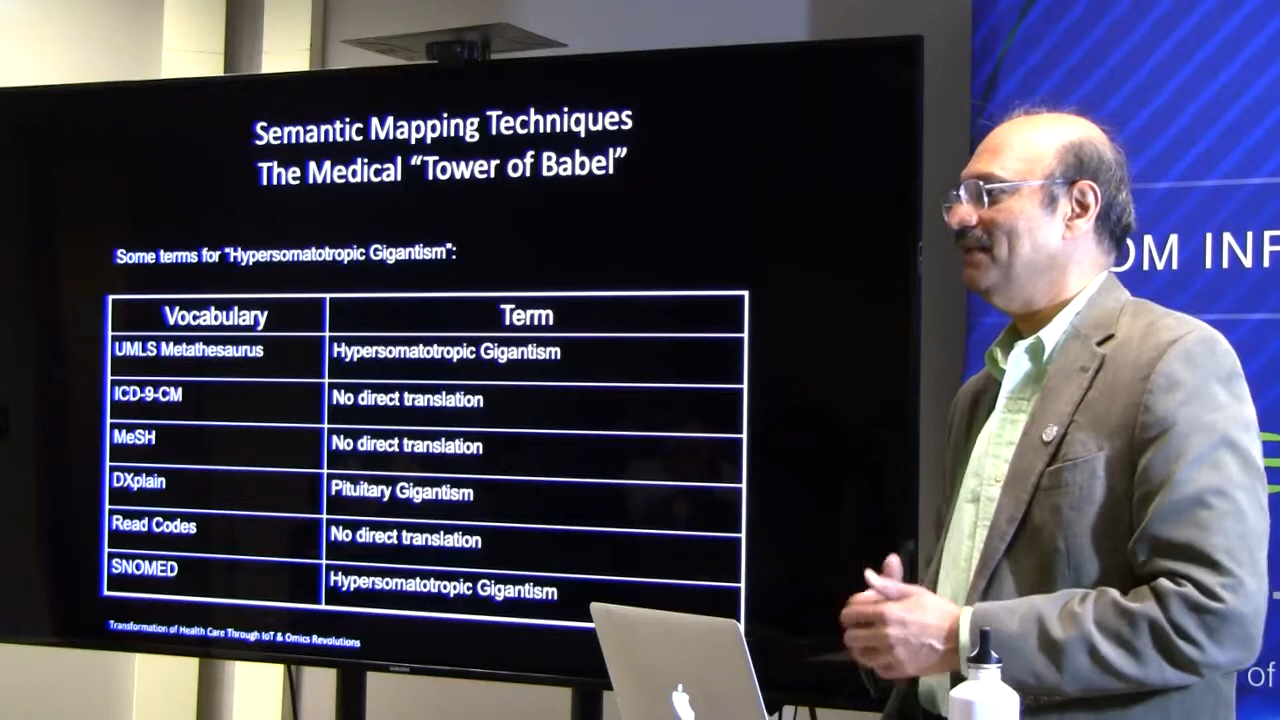 Semantic Mapping Techniques
The Medical “Tower of Babel”
Some terms for “Hypersomatotropic Gigantism”:
Vocabulary Term
UMLS Metathesaurus Hypersomatotropic Gigantism
ICD-9-CM No direct translation
MeSH No direct translation
DXplain Pituitary Gigantism
Read Codes No direct translation
SNOMED Hypersomatotropic Gigantism
Transformation of Health Care Through IoT & Omics Revolutions
SAMSUNG
OM INF
of